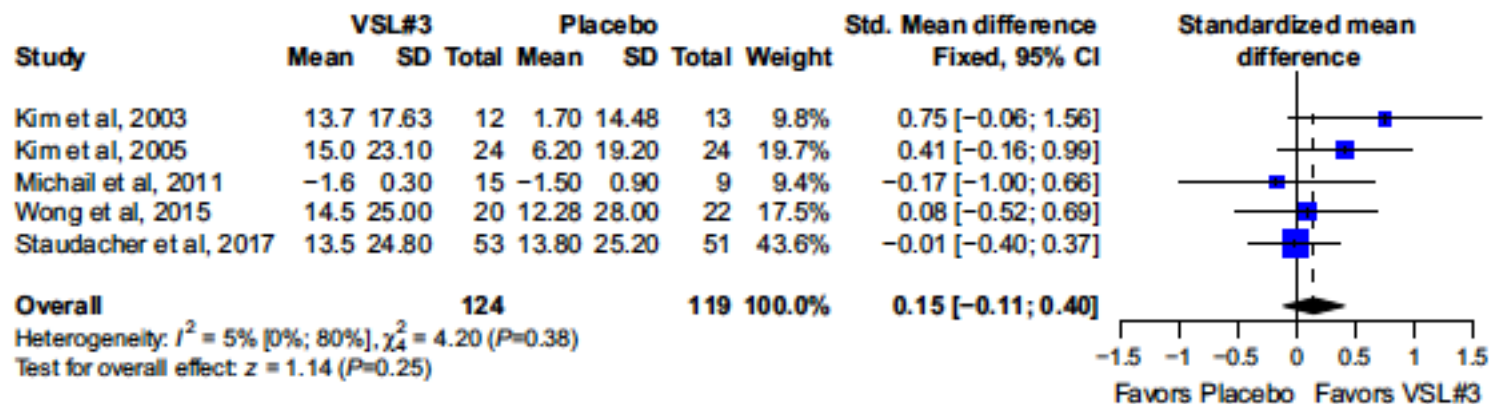 VSL#3 Placebo Std. Mean difference Standardized mean
Study Mean SD Total Mean SD Total Weight Fixed, 95% CI difference
Kim et al, 2003 13.7 17.63 12 1.70 14.48 13 9.8% 0.75 [−0.06; 1.56]
Kim et al, 2005 15.0 23.10 24 6.20 19.20 24 19.7% 0.41 [−0.16; 0.99]
Michail et al, 2011 −1.6 0.30 15 −1.50 0.90 9 9.4% −0.17 [−1.00; 0.66]
Wong et al, 2015 14.5 25.00 20 12.28 28.00 22 17.5% 0.08 [−0.52; 0.69]
Staudacher et al, 2017 13.5 24.80 53 13.80 25.20 51 43.6% −0.01 [−0.40; 0.37]
Overall 124 119 100.0% 0.15 [−0.11; 0.40]
Heterogeneity: I² = 5% [0%; 80%], χ²₄ = 4.20 (P=0.38)
Test for overall effect: z = 1.14 (P=0.25)
−1.5 −1 −0.5 0 0.5 1 1.5
Favors Placebo Favors VSL#3